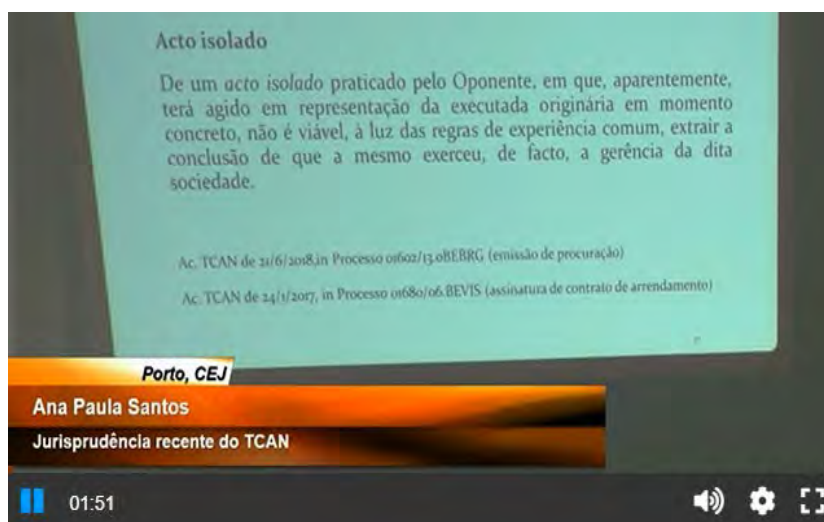 Acto isolado
De um acto isolado praticado pelo Oponente, em que, aparentemente,
terá agido em representação da executada originária em momento
concreto, não é viável, à luz das regras de experiência comum, extrair a
conclusão de que a mesmo exerceu, de facto, a gerência da dita
sociedade.
Ac. TCAN de 21/6/2018,in Processo 01602/13.0BEBRG (emissão de procuração)
Ac. TCAN de 24/1/2017, in Processo 01680/06.BEVIS (assinatura de contrato de arrendamento)
Porto, CEJ
Ana Paula Santos
Jurisprudência recente do TCAN
01:51